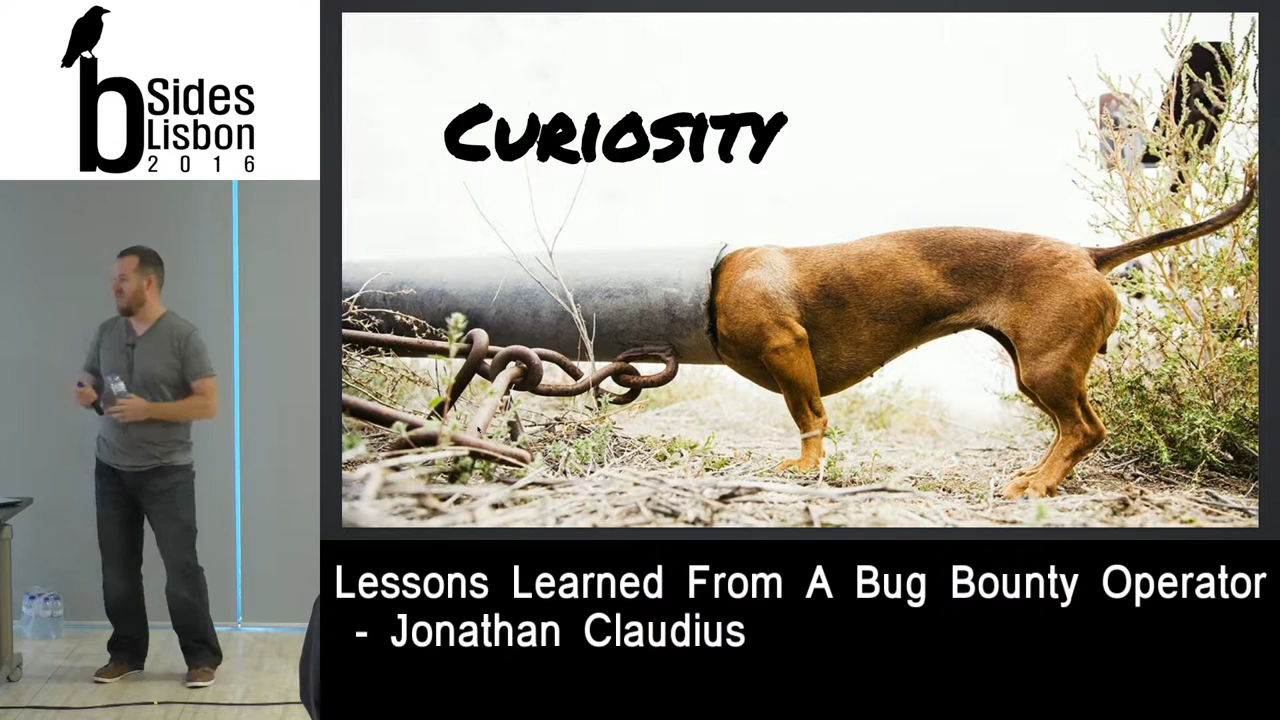 b
Sides
Lisbon
2016
CURIOSITY
Lessons Learned From A Bug Bounty Operator
- Jonathan Claudius